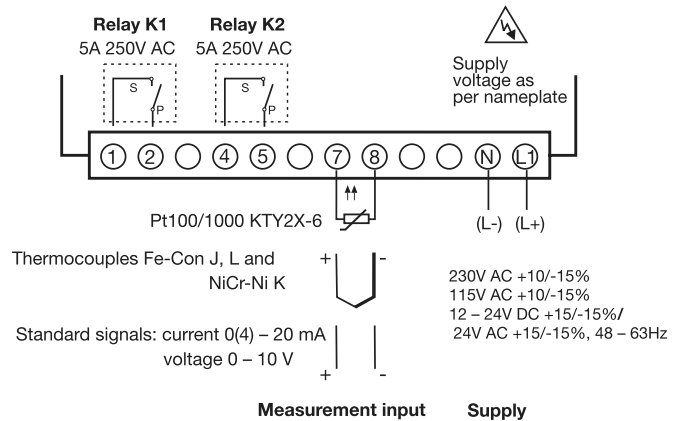 Relay K1
Relay K2
5A 250V AC
5A 250V AC
Supply
voltage as
per nameplate
S
P
S
P
1
2
4
5
7
8
N
L1
Pt100/1000 KTY2X-6
(L-)
(L+)
Thermocouples Fe-Con J, L and
NiCr-Ni K
+
-
230V AC +10/-15%
115V AC +10/-15%
12 – 24V DC +15/-15%/
24V AC +15/-15%, 48 – 63Hz
Standard signals: current 0(4) – 20 mA
voltage 0 – 10 V
+
-
Measurement input
Supply